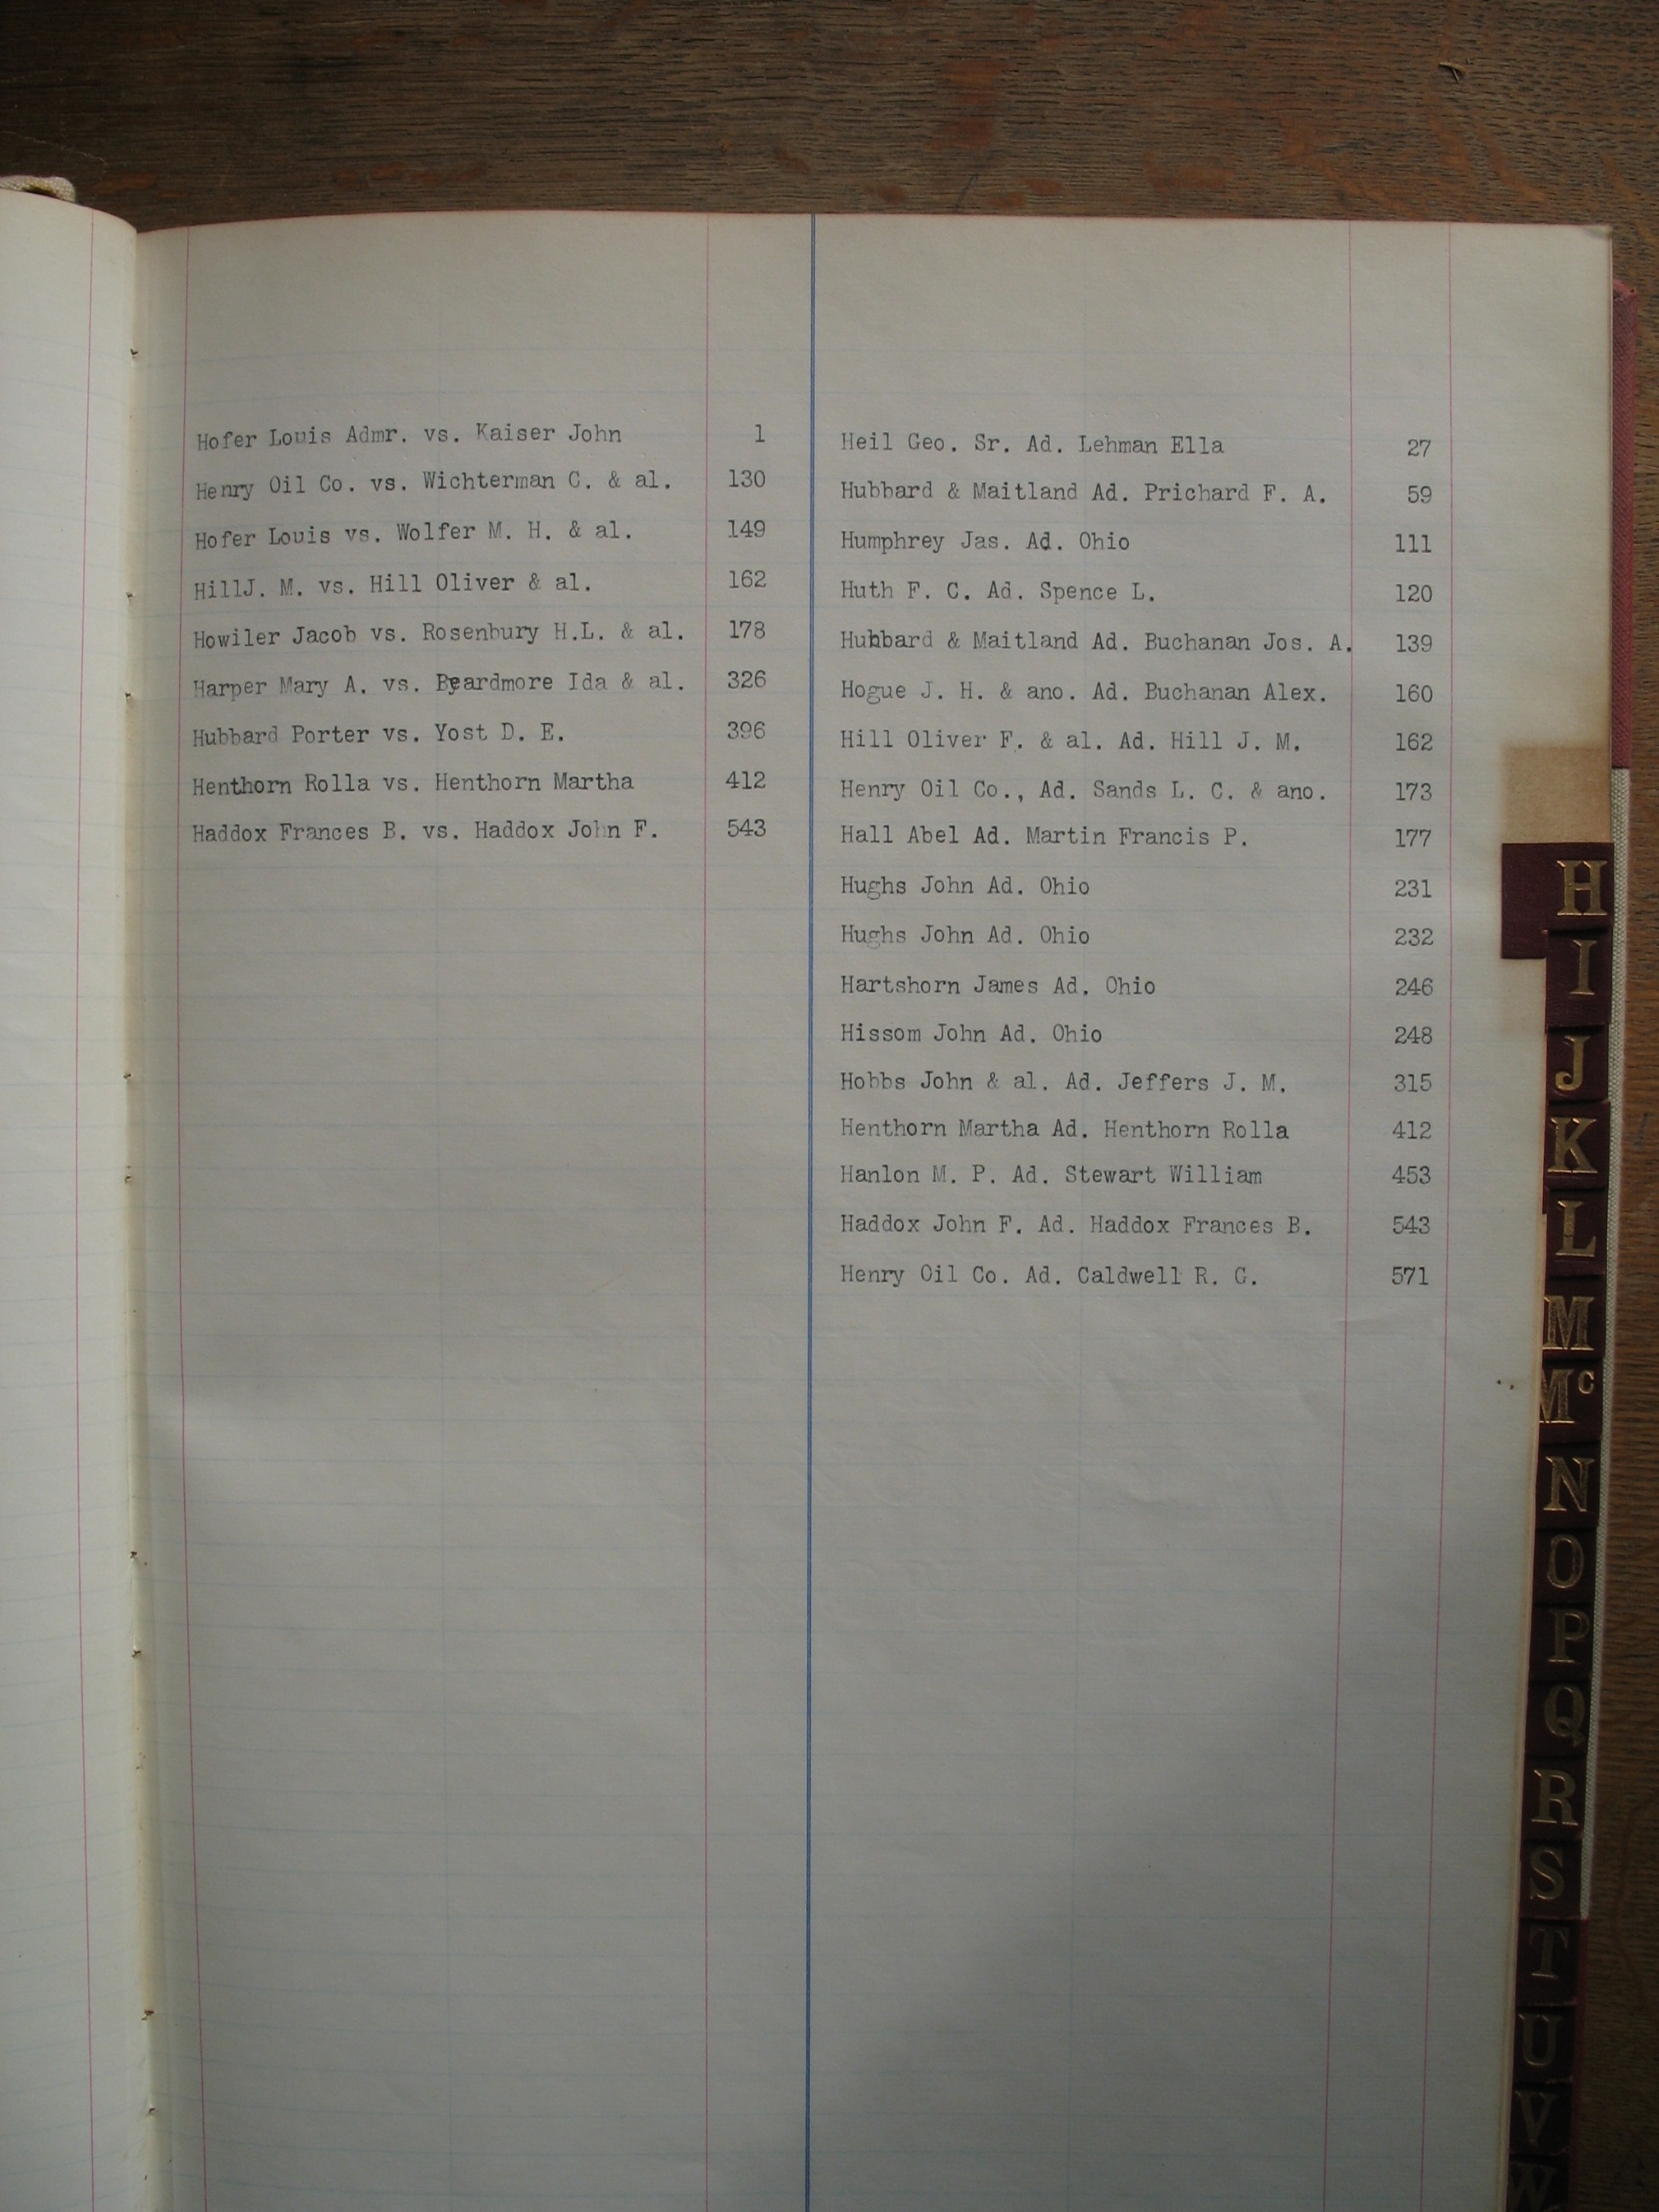 Hofer Louis Admr. vs. Kaiser John 1
Henry Oil Co. vs. Wichterman C. & al. 130
Hofer Louis vs. Wolfer M. H. & al. 149
HillJ. M. vs. Hill Oliver & al. 162
Howiler Jacob vs. Rosenbury H.L. & al. 178
Harper Mary A. vs. Beardmore Ida & al. 326
Hubbard Porter vs. Yost D. E. 396
Henthorn Rolla vs. Henthorn Martha 412
Haddox Frances B. vs. Haddox John F. 543
Heil Geo. Sr. Ad. Lehman Ella 27
Hubbard & Maitland Ad. Prichard F. A. 59
Humphrey Jas. Ad. Ohio 111
Huth F. C. Ad. Spence L. 120
Hubbard & Maitland Ad. Buchanan Jos. A. 139
Hogue J. H. & ano. Ad. Buchanan Alex. 160
Hill Oliver F. & al. Ad. Hill J. M. 162
Henry Oil Co., Ad. Sands L. C. & ano. 173
Hall Abel Ad. Martin Francis P. 177
Hughs John Ad. Ohio 231
Hughs John Ad. Ohio 232
Hartshorn James Ad. Ohio 246
Hissom John Ad. Ohio 248
Hobbs John & al. Ad. Jeffers J. M. 315
Henthorn Martha Ad. Henthorn Rolla 412
Hanlon M. P. Ad. Stewart William 453
Haddox John F. Ad. Haddox Frances B. 543
Henry Oil Co. Ad. Caldwell R. G. 571
H
I
J
K
L
M
Mc
N
O
P
Q
R
S
T
U
V
W